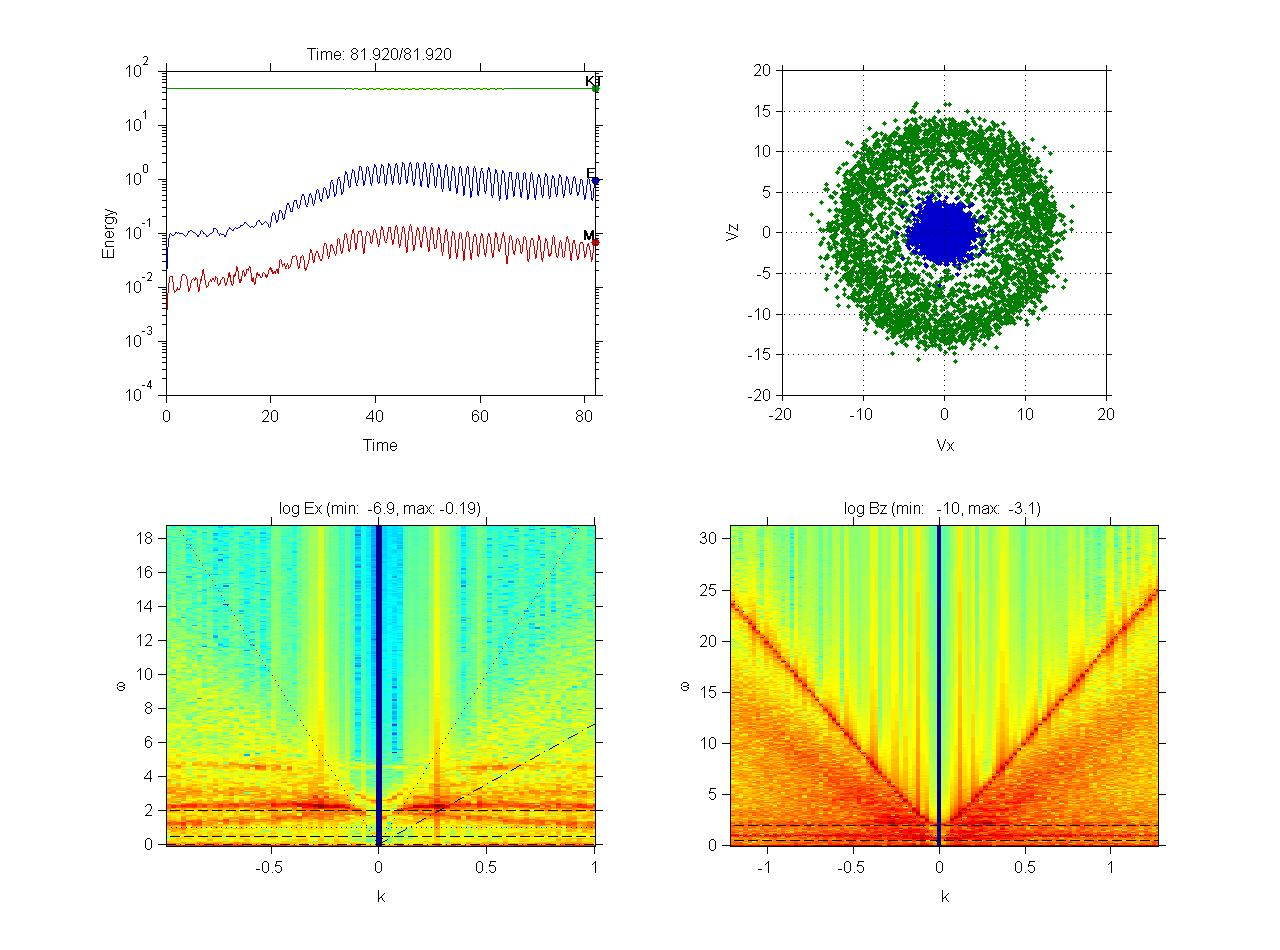 Time: 81.920/81.920
10^2
10^1
10^0
10^-1
10^-2
10^-3
10^-4
Energy
0 20 40 60 80
Time
E
M
20
15
10
5
0
-5
-10
-15
-20
Vz
-20 -10 0 10 20
Vx
log Ex (min: -6.9, max: -0.19)
18
16
14
12
10
8
6
4
2
0
ω
-0.5 0 0.5 1
k
log Bz (min: -10, max: -3.1)
30
25
20
15
10
5
0
ω
-1 -0.5 0 0.5 1
k